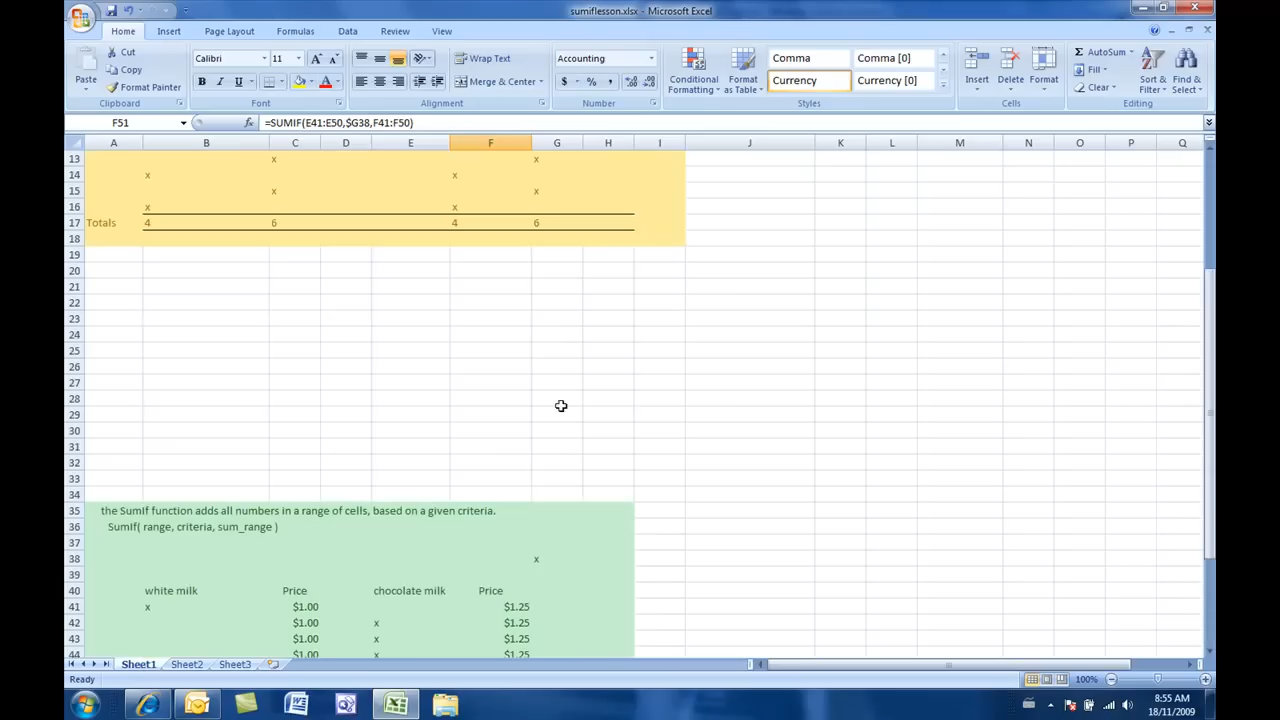 sumiflesson.xlsx - Microsoft Excel
Home Insert Page Layout Formulas Data Review View
Paste Cut Copy Format Painter
Calibri 11 A A
B I U A
Wrap Text
Merge & Center
Accounting
$ % ,
Conditional Formatting
Format as Table
Comma Comma [0]
Currency Currency [0]
Insert Delete Format
AutoSum
Fill
Clear
Sort & Filter
Find & Select
Clipboard Font Alignment Number Styles Cells Editing
F51 fx =SUMIF(E41:E50,$G38,F41:F50)
A B C D E F G H I J K L M N O P Q
13 x x
14 x x
15 x x
16 x x
17 Totals 4 6 4 6
18
19
20
21
22
23
24
25
26
27
28
29
30
31
32
33
34
35 the SumIf function adds all numbers in a range of cells, based on a given criteria.
36 SumIf( range, criteria, sum_range )
37
38 x
39
40 white milk Price chocolate milk Price
41 x $1.00 $1.25
42 $1.00 x $1.25
43 $1.00 x $1.25
44 $1.00 x $1.25
Sheet1 Sheet2 Sheet3
Ready 100%
8:55 AM
18/11/2009